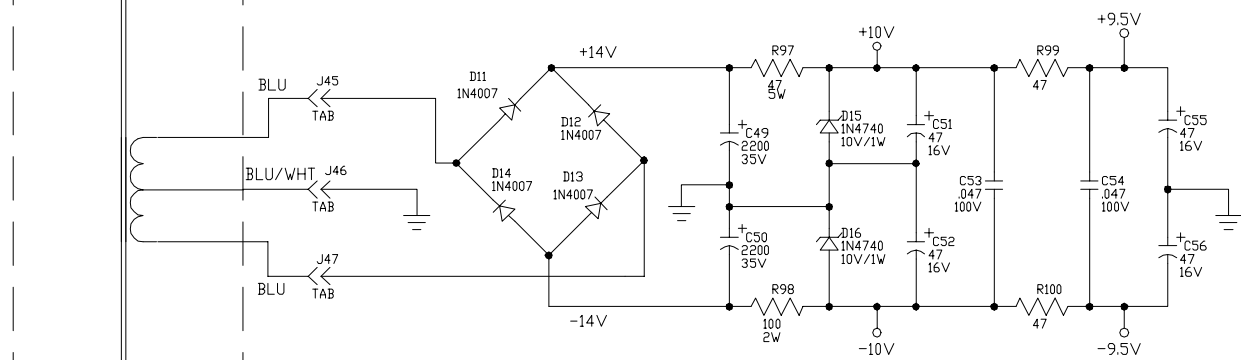 BLU
J45
TAB
BLU/WHT
J46
TAB
BLU
J47
TAB
D11
1N4007
D12
1N4007
D14
1N4007
D13
1N4007
+14V
-14V
+
C49
2200
35V
+
C50
2200
35V
R97
47
5W
R98
100
2W
D15
1N4740
10V/1W
D16
1N4740
10V/1W
+10V
-10V
+
C51
47
16V
+
C52
47
16V
C53
.047
100V
R99
47
R100
47
C54
.047
100V
+9.5V
-9.5V
+
C55
47
16V
+
C56
47
16V